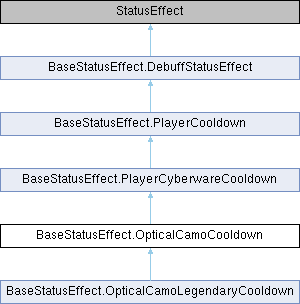 StatusEffect
BaseStatusEffect.DebuffStatusEffect
BaseStatusEffect.PlayerCooldown
BaseStatusEffect.PlayerCyberwareCooldown
BaseStatusEffect.OpticalCamoCooldown
BaseStatusEffect.OpticalCamoLegendaryCooldown